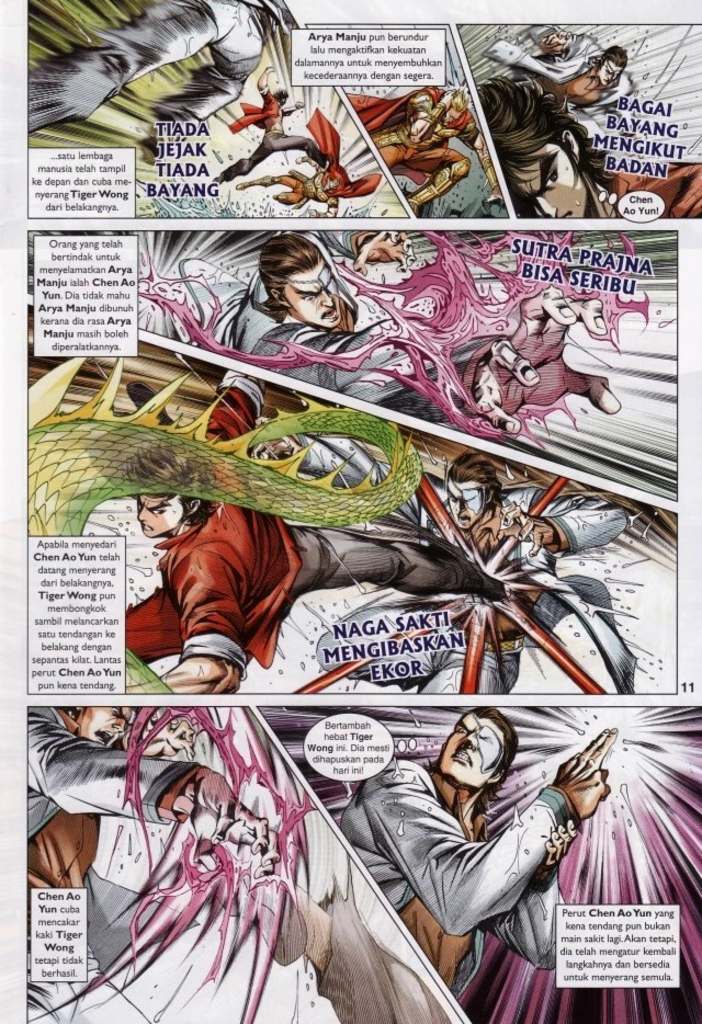 Arya Manju pun berundur
lalu mengaktifkan kekuatan
dalamannya untuk menyembuhkan
kecederaannya dengan segera.
TIADA
JEJAK
TIADA
BAYANG
...satu lembaga
manusia telah tampil
ke depan dan cuba me-
nyerang Tiger Wong
dari belakangnya.
BAGAI
BAYANG
MENGIKUT
BADAN
Chen
Ao Yun!
Orang yang telah
bertindak untuk
menyelamatkan Arya
Manju ialah Chen Ao
Yun. Dia tidak mahu
Arya Manju dibunuh
kerana dia rasa Arya
Manju masih boleh
diperalatkannya.
SUTRA PRAJNA
BISA SERIBU
Apabila menyedari
Chen Ao Yun telah
datang menyerang
dari belakangnya,
Tiger Wong pun
membongkok
sambil melancarkan
satu tendangan ke
belakang dengan
sepantas kilat. Lantas
perut Chen Ao Yun
pun kena tendang.
NAGA SAKTI
MENGIBASKAN
EKOR
11
Bertambah
hebat Tiger
Wong ini. Dia mesti
dihapuskan pada
hari ini!
Chen Ao
Yun cuba
mencakar
kaki Tiger
Wong
tetapi tidak
berhasil.
Perut Chen Ao Yun yang
kena tendang pun bukan
main sakit lagi. Akan tetapi,
dia telah mengatur kembali
langkahnya dan bersedia
untuk menyerang semula.